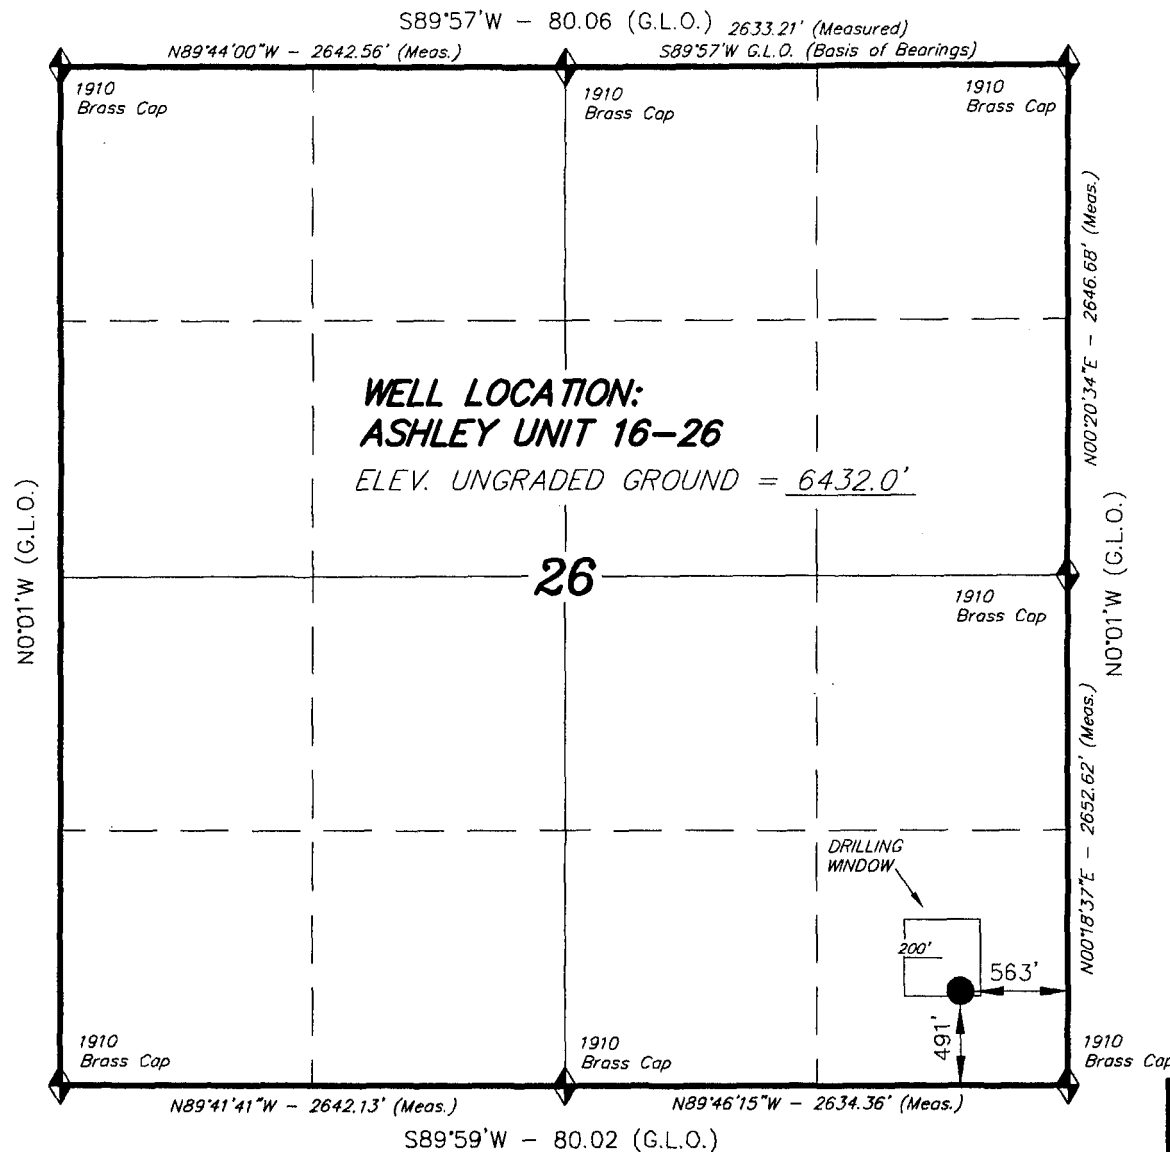 S89°57'W – 80.06 (G.L.O.)
2633.21' (Measured)
N89°44'00"W – 2642.56' (Meas.)
S89°57'W G.L.O. (Basis of Bearings)
1910
Brass Cap
1910
Brass Cap
1910
Brass Cap
N00°20'34"E – 2646.68' (Meas.)
WELL LOCATION:
ASHLEY UNIT 16–26
ELEV. UNGRADED GROUND = 6432.0'
N0°01'W (G.L.O.)
26
1910
Brass Cap
N0°01'W (G.L.O.)
N00°18'37"E – 2652.62' (Meas.)
DRILLING
WINDOW
200'
563'
491'
1910
Brass Cap
1910
Brass Cap
1910
Brass Cap
N89°41'41"W – 2642.13' (Meas.)
N89°46'15"W – 2634.36' (Meas.)
S89°59'W – 80.02 (G.L.O.)